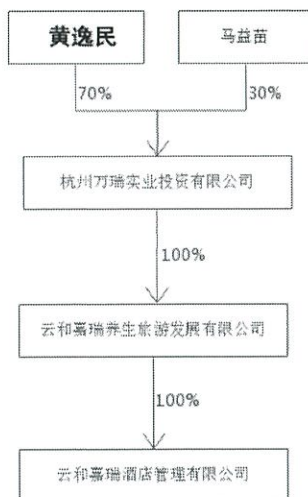 黄逸民
马益苗
70%
30%
杭州万瑞实业投资有限公司
100%
云和嘉瑞养生旅游发展有限公司
100%
云和嘉瑞酒店管理有限公司